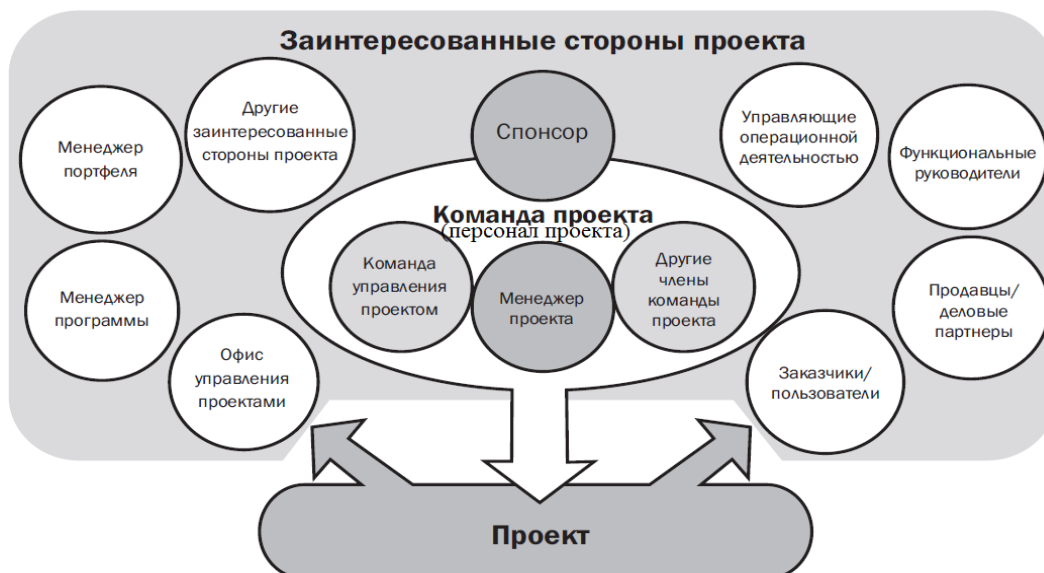 Заинтересованные стороны проекта
Менеджер
портфеля
Другие
заинтересованные
стороны проекта
Спонсор
Управляющие
операционной
деятельностью
Функциональные
руководители
Команда проекта
(персонал проекта)
Команда
управления
проектом
Менеджер
проекта
Другие
члены
команды
проекта
Менеджер
программы
Офис
управления
проектами
Продавцы/
деловые
партнеры
Заказчики/
пользователи
Проект